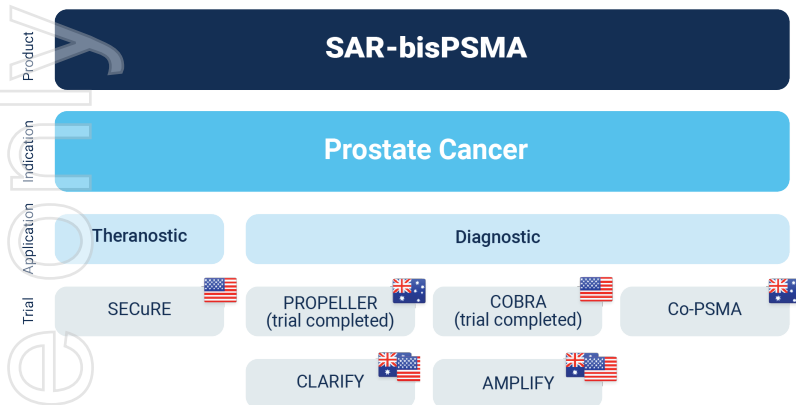 Product
SAR-bisPSMA
Indication
Prostate Cancer
Application
Theranostic
Diagnostic
Trial
SECuRE
PROPELLER
(trial completed)
COBRA
(trial completed)
Co-PSMA
CLARIFY
AMPLIFY
e only